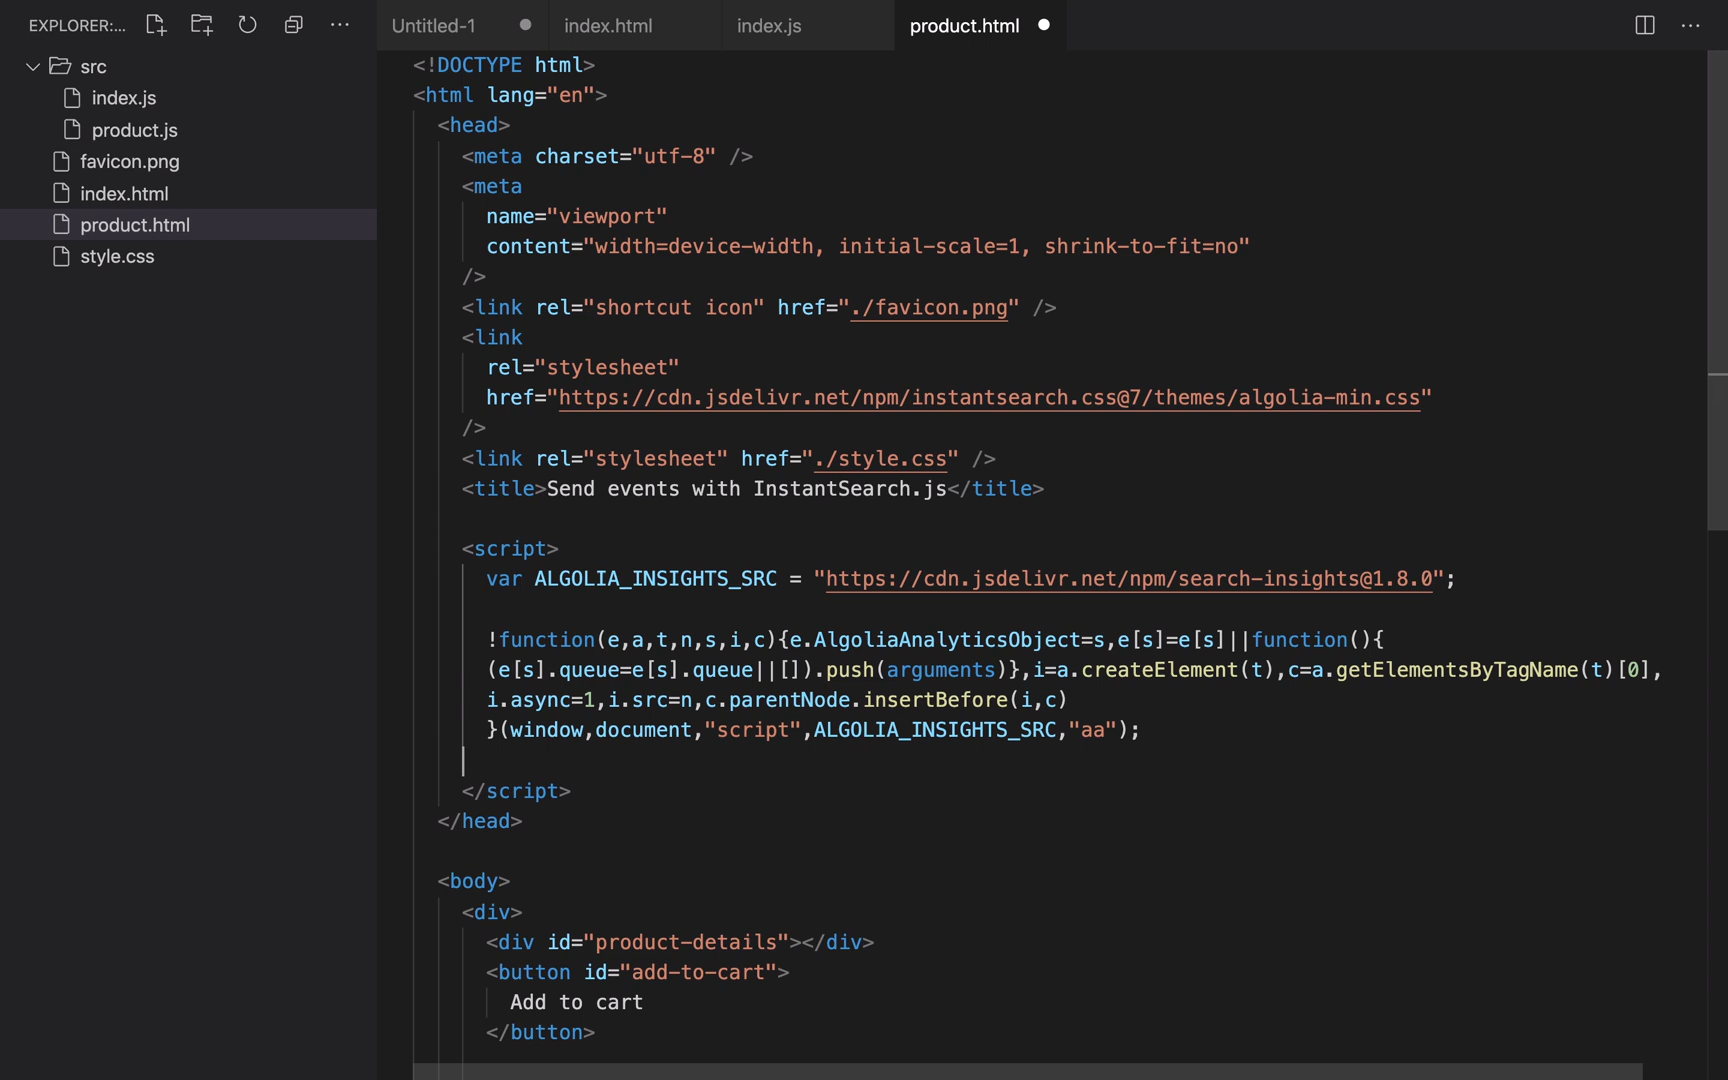 EXPLORER:...
Untitled-1
index.html
index.js
product.html
src
index.js
product.js
favicon.png
index.html
product.html
style.css
<!DOCTYPE html>
<html lang="en">
<head>
<meta charset="utf-8" />
<meta
name="viewport"
content="width=device-width, initial-scale=1, shrink-to-fit=no"
/>
<link rel="shortcut icon" href="./favicon.png" />
<link
rel="stylesheet"
href="https://cdn.jsdelivr.net/npm/instantsearch.css@7/themes/algolia-min.css"
/>
<link rel="stylesheet" href="./style.css" />
<title>Send events with InstantSearch.js</title>
<script>
var ALGOLIA_INSIGHTS_SRC = "https://cdn.jsdelivr.net/npm/search-insights@1.8.0";
!function(e,a,t,n,s,i,c){e.AlgoliaAnalyticsObject=s,e[s]=e[s]||function(){
(e[s].queue=e[s].queue||[]).push(arguments)},i=a.createElement(t),c=a.getElementsByTagName(t)[0],
i.async=1,i.src=n,c.parentNode.insertBefore(i,c)
}(window,document,"script",ALGOLIA_INSIGHTS_SRC,"aa");
</script>
</head>
<body>
<div>
<div id="product-details"></div>
<button id="add-to-cart">
Add to cart
</button>